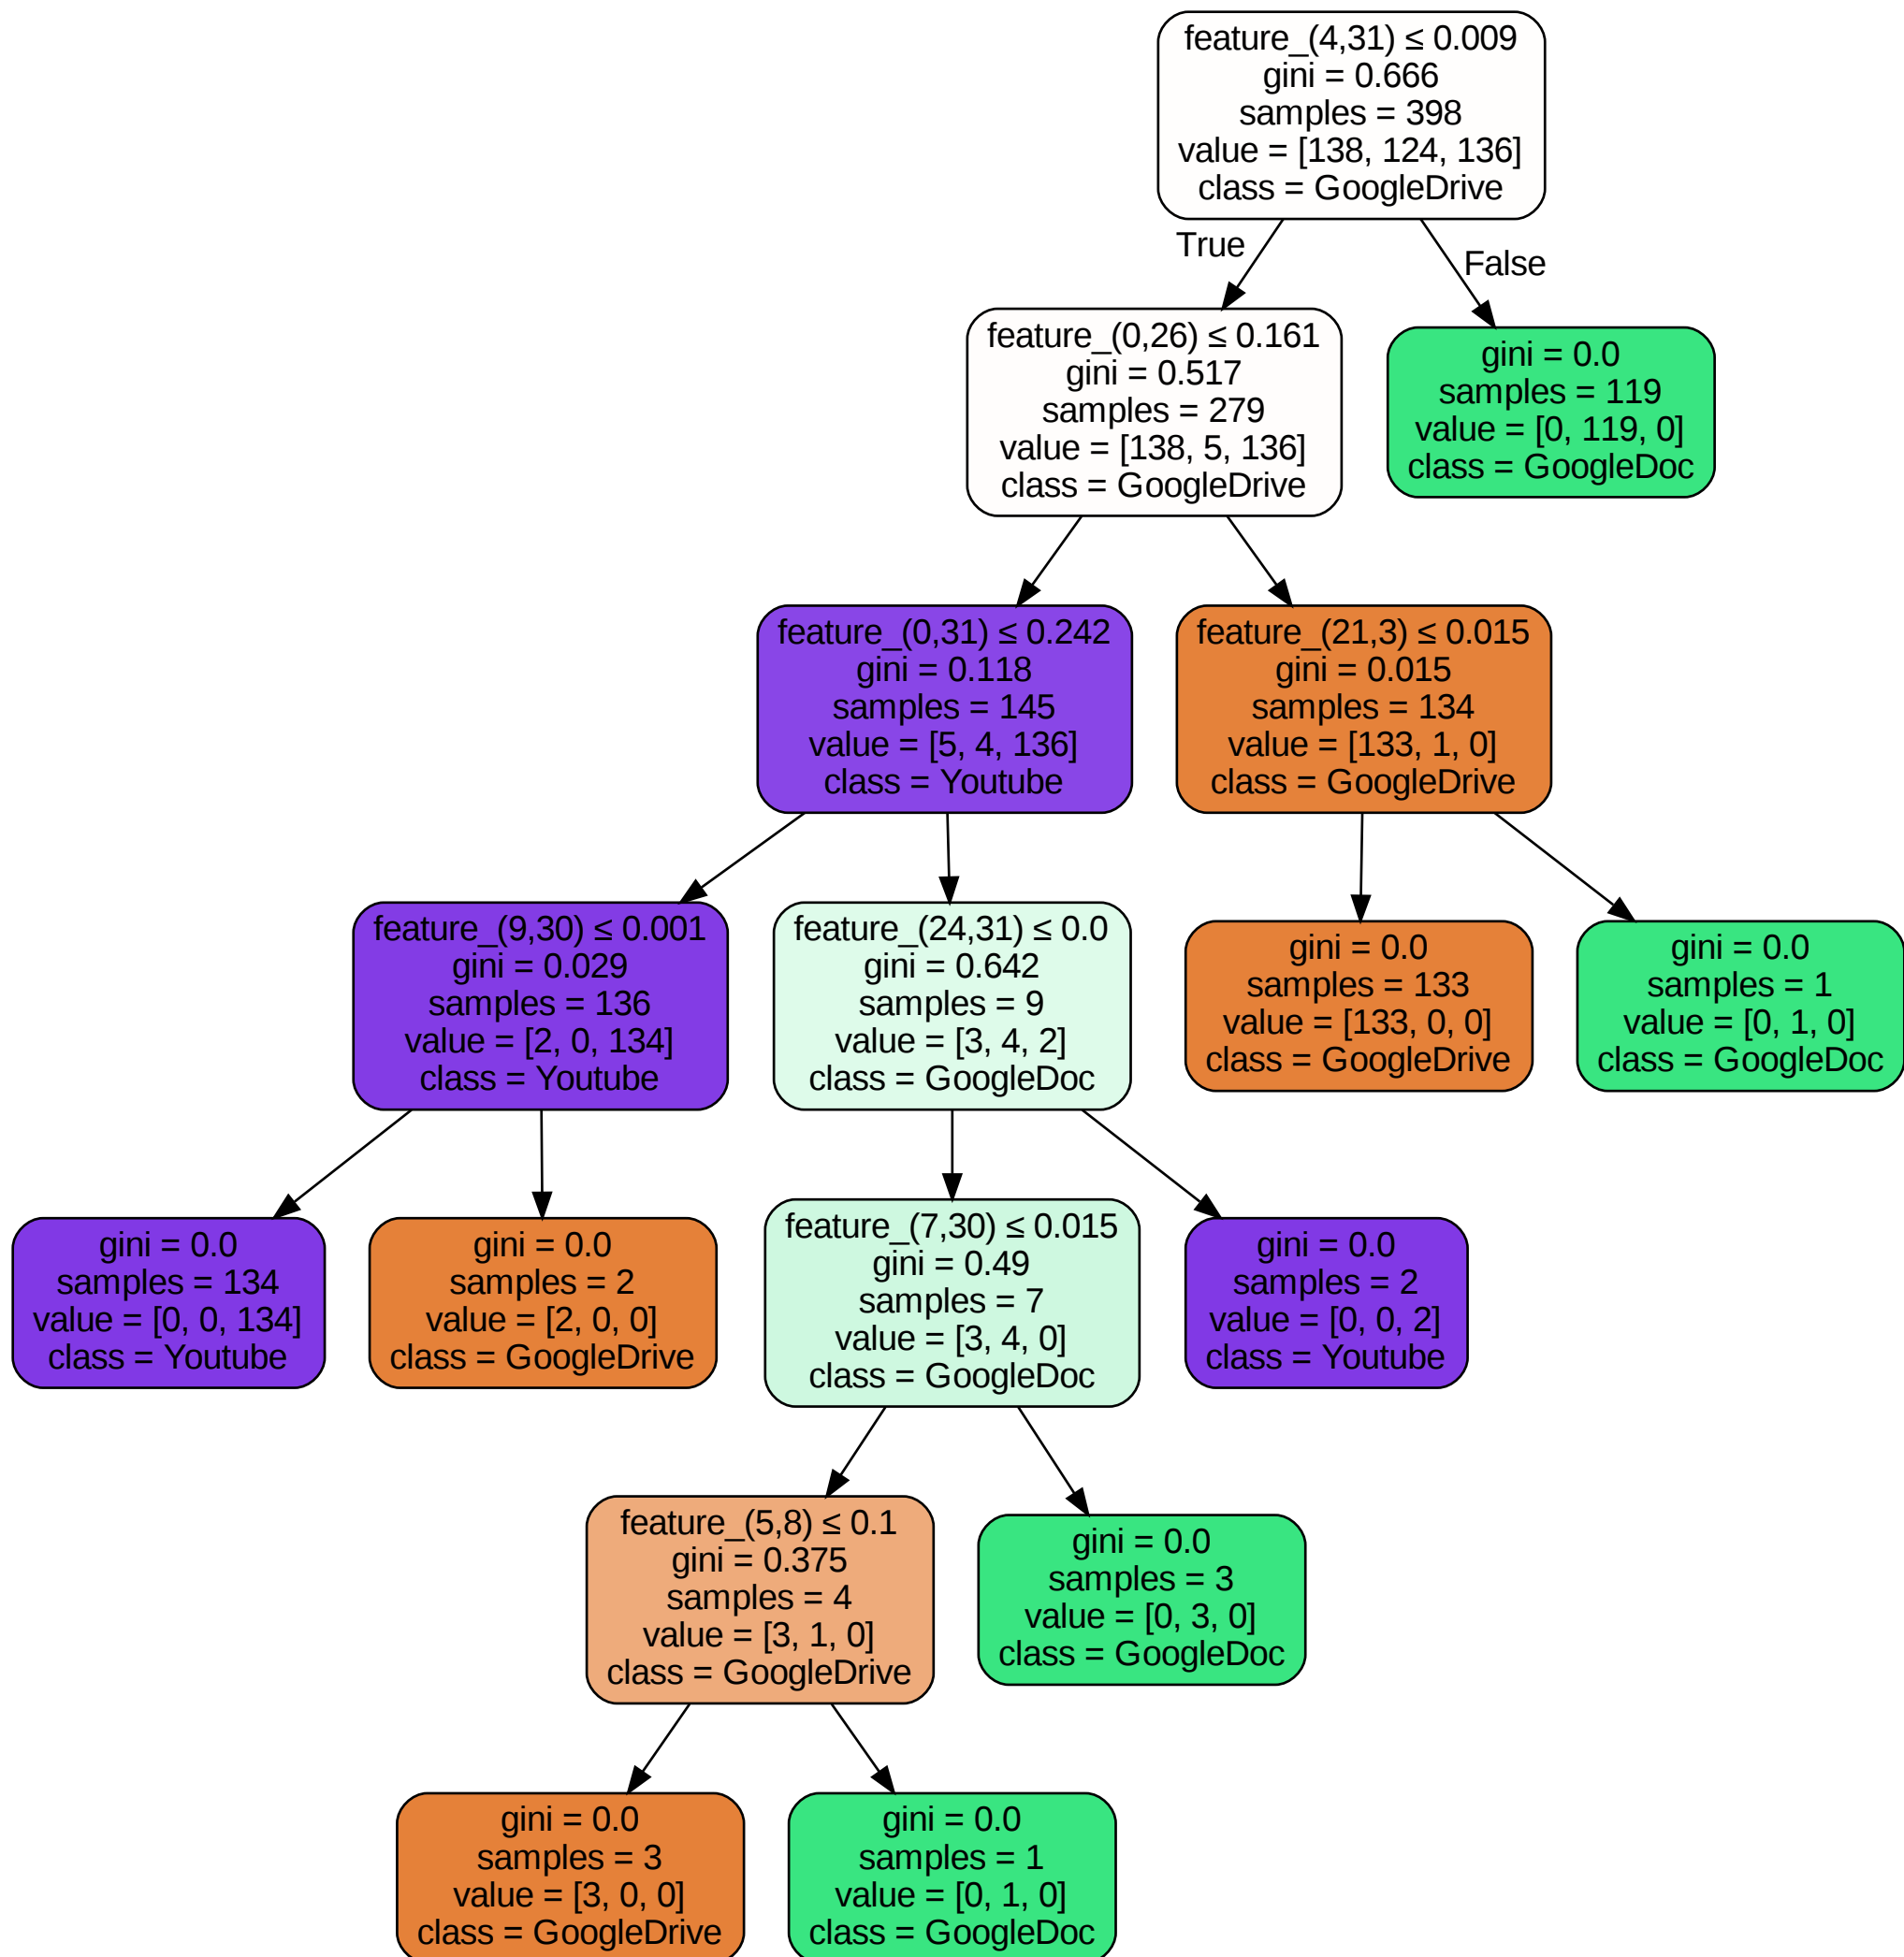 feature_(4,31) ≤ 0.009
gini = 0.666
samples = 398
value = [138, 124, 136]
class = GoogleDrive
True
False
feature_(0,26) ≤ 0.161
gini = 0.517
samples = 279
value = [138, 5, 136]
class = GoogleDrive
gini = 0.0
samples = 119
value = [0, 119, 0]
class = GoogleDoc
feature_(0,31) ≤ 0.242
gini = 0.118
samples = 145
value = [5, 4, 136]
class = Youtube
feature_(21,3) ≤ 0.015
gini = 0.015
samples = 134
value = [133, 1, 0]
class = GoogleDrive
feature_(9,30) ≤ 0.001
gini = 0.029
samples = 136
value = [2, 0, 134]
class = Youtube
feature_(24,31) ≤ 0.0
gini = 0.642
samples = 9
value = [3, 4, 2]
class = GoogleDoc
gini = 0.0
samples = 133
value = [133, 0, 0]
class = GoogleDrive
gini = 0.0
samples = 1
value = [0, 1, 0]
class = GoogleDoc
gini = 0.0
samples = 134
value = [0, 0, 134]
class = Youtube
gini = 0.0
samples = 2
value = [2, 0, 0]
class = GoogleDrive
feature_(7,30) ≤ 0.015
gini = 0.49
samples = 7
value = [3, 4, 0]
class = GoogleDoc
gini = 0.0
samples = 2
value = [0, 0, 2]
class = Youtube
feature_(5,8) ≤ 0.1
gini = 0.375
samples = 4
value = [3, 1, 0]
class = GoogleDrive
gini = 0.0
samples = 3
value = [0, 3, 0]
class = GoogleDoc
gini = 0.0
samples = 3
value = [3, 0, 0]
class = GoogleDrive
gini = 0.0
samples = 1
value = [0, 1, 0]
class = GoogleDoc